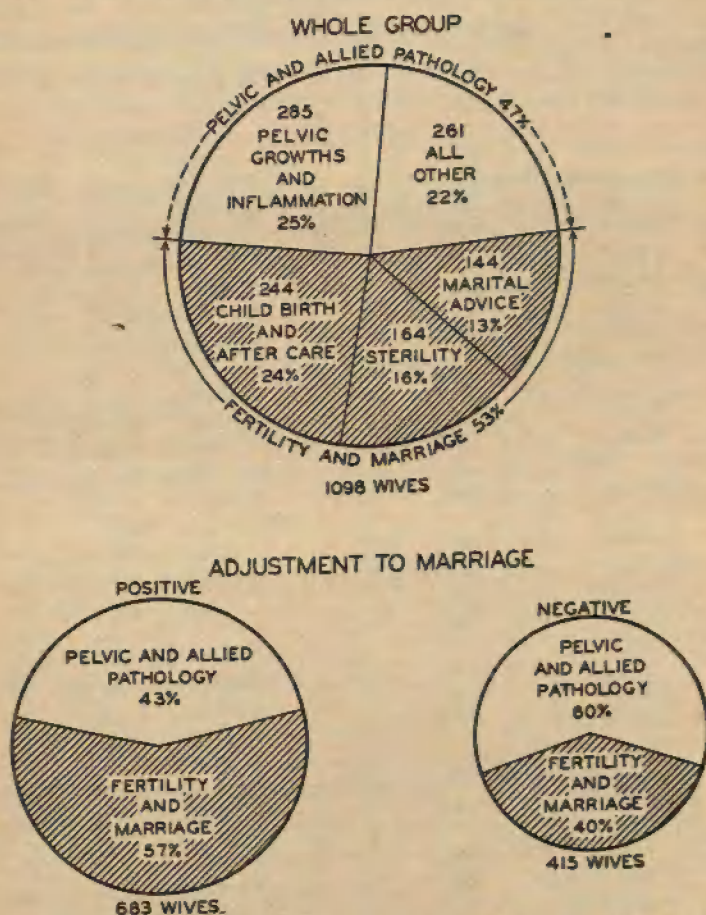 WHOLE GROUP
PELVIC AND ALLIED PATHOLOGY 47%
285
PELVIC
GROWTHS
AND
INFLAMMATION
25%
261
ALL
OTHER
22%
244
CHILD BIRTH
AND
AFTER CARE
24%
164
STERILITY
16%
144
MARITAL
ADVICE
13%
FERTILITY AND MARRIAGE 53%
1098 WIVES
ADJUSTMENT TO MARRIAGE
POSITIVE
PELVIC AND ALLIED
PATHOLOGY
43%
FERTILITY
AND
MARRIAGE
57%
683 WIVES
NEGATIVE
PELVIC
AND ALLIED
PATHOLOGY
60%
FERTILITY
AND
MARRIAGE
40%
415 WIVES